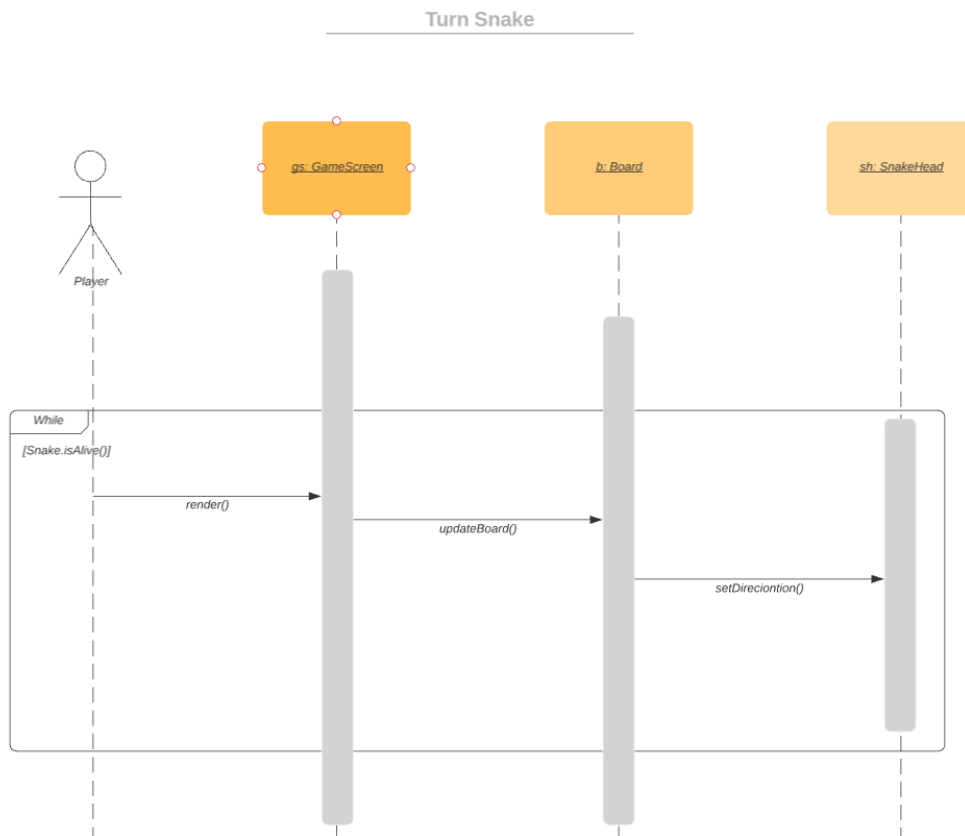 Turn Snake
gs: GameScreen
b: Board
sh: SnakeHead
Player
While
[Snake.isAlive()]
render()
updateBoard()
setDireciontion()